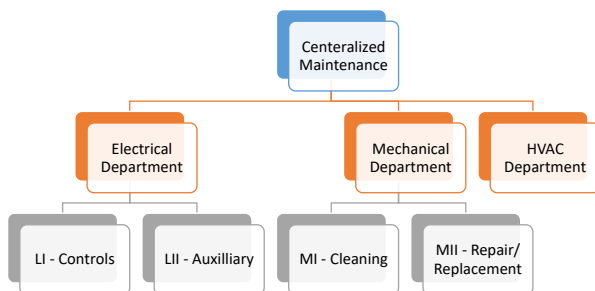 Centeralized
Maintenance
Electrical
Department
Mechanical
Department
HVAC
Department
LI - Controls
LII - Auxilliary
MI - Cleaning
MII - Repair/
Replacement